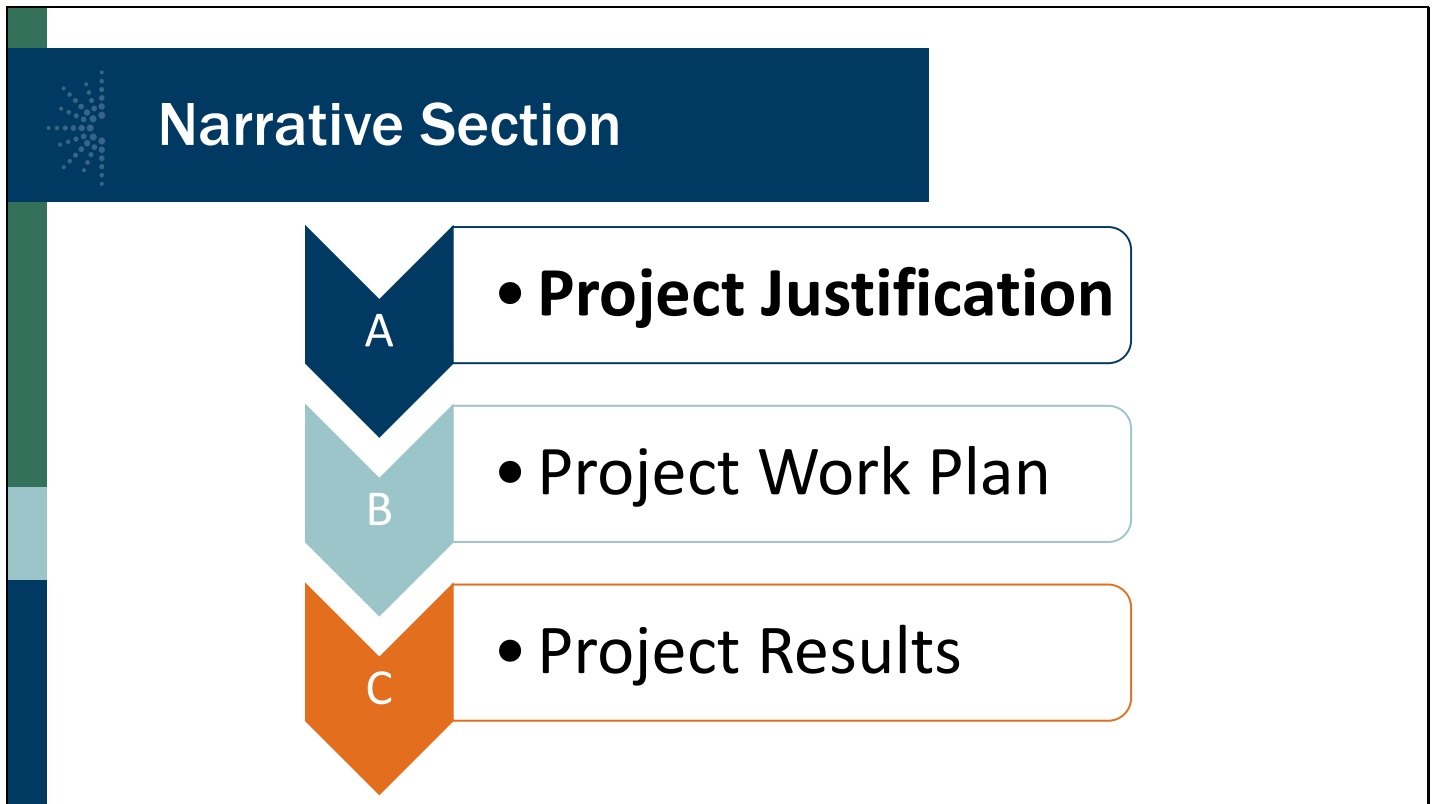 Narrative Section
A
• Project Justification
B
• Project Work Plan
C
• Project Results